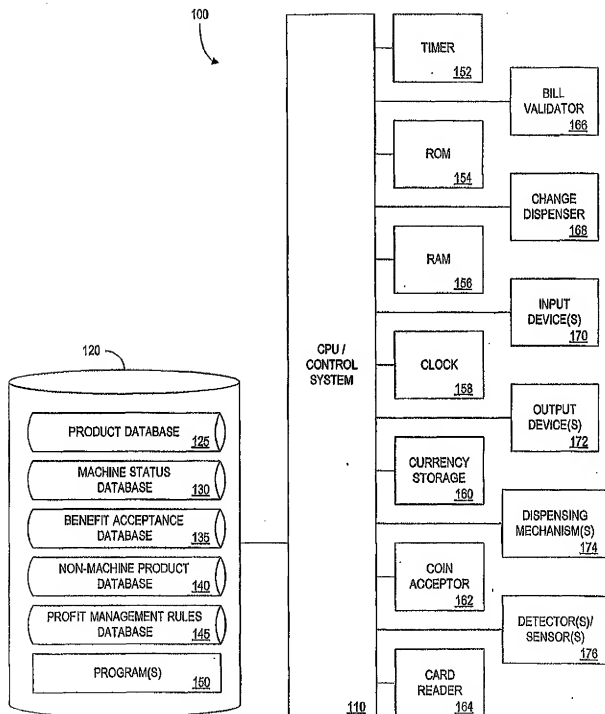 100
TIMER
152
BILL
VALIDATOR
166
ROM
154
CHANGE
DISPENSER
168
RAM
156
INPUT
DEVICE(S)
170
CPU /
CONTROL
SYSTEM
110
CLOCK
158
OUTPUT
DEVICE(S)
172
CURRENCY
STORAGE
160
DISPENSING
MECHANISM(S)
174
COIN
ACCEPTOR
162
DETECTOR(S)/
SENSOR(S)
176
CARD
READER
164
120
PRODUCT DATABASE
125
MACHINE STATUS
DATABASE
130
BENEFIT ACCEPTANCE
DATABASE
135
NON-MACHINE PRODUCT
DATABASE
140
PROFIT MANAGEMENT RULES
DATABASE
145
PROGRAM(S)
150